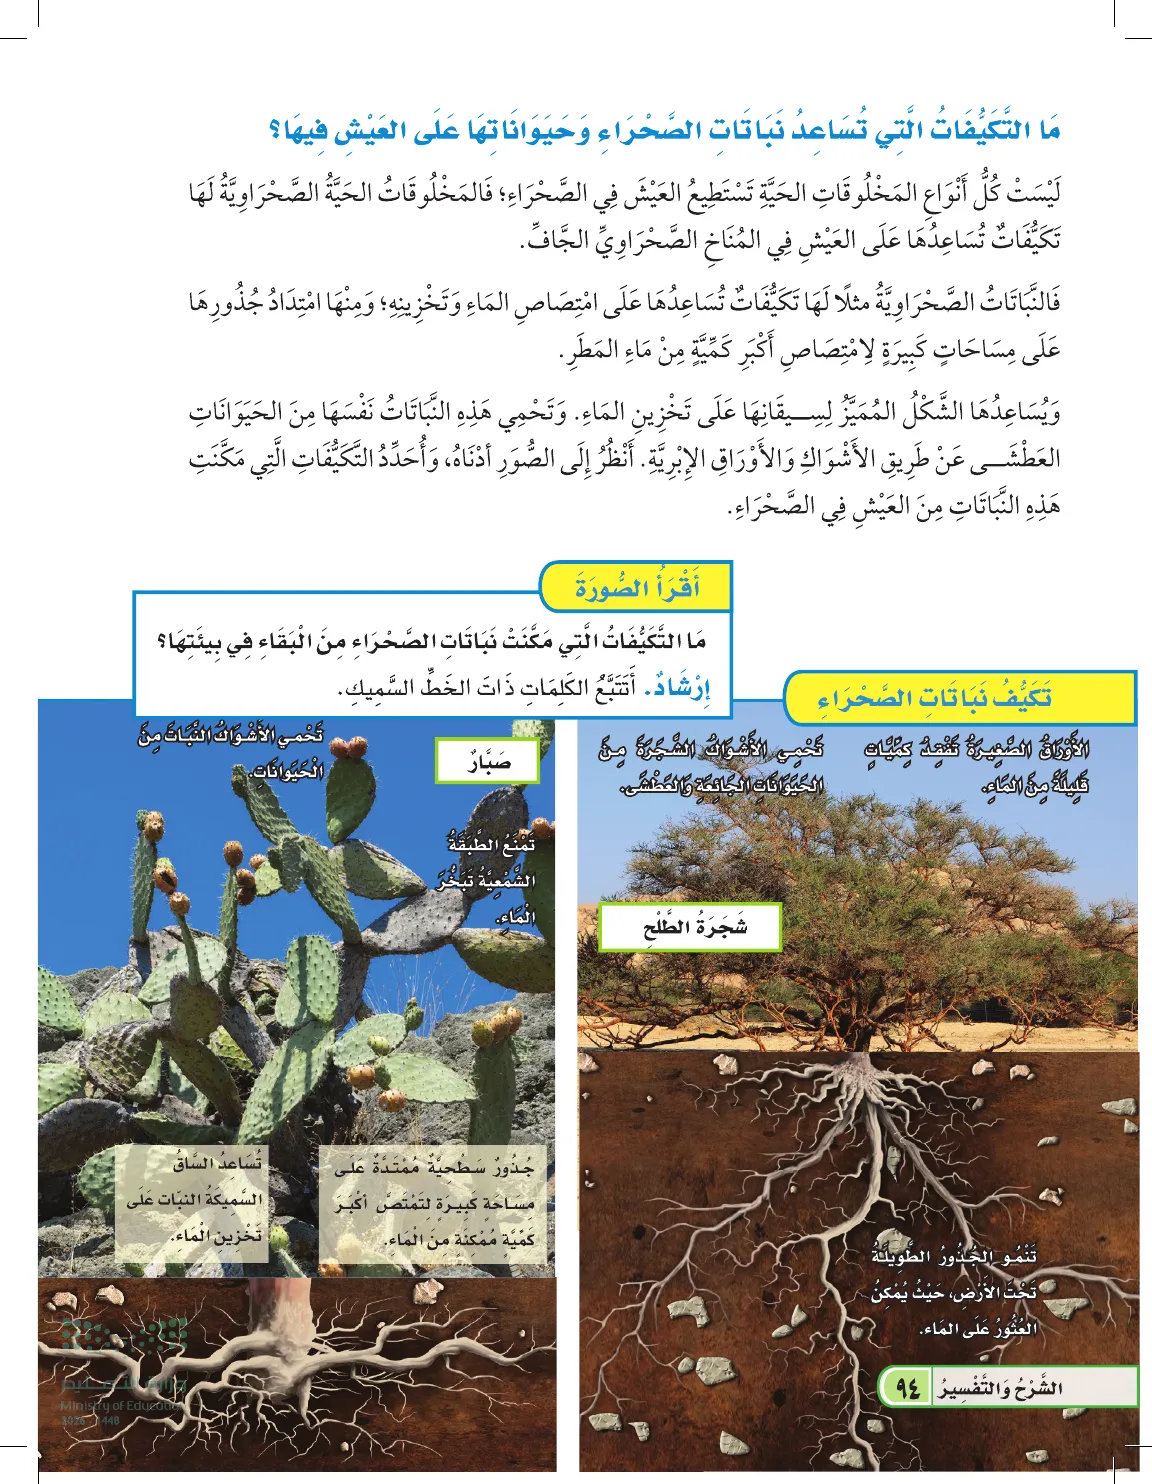 مَا التَّكَيُّفَاتُ الَّتِي تُسَاعِدُ نَبَاتَاتِ الصَّحْرَاءِ وَحَيَوَانَاتِهَا عَلَى العَيْشِ فِيهَا؟
لَيْسَتْ كُلُّ أَنْوَاعِ المَخْلُوقَاتِ الحَيَّةِ تَسْتَطِيعُ العَيْشَ فِي الصَّحْرَاءِ؛ فَالمَخْلُوقَاتُ الحَيَّةُ الصَّحْرَاوِيَّةُ لَهَا
تَكَيُّفَاتٌ تُسَاعِدُهَا عَلَى العَيْشِ فِي المُنَاخِ الصَّحْرَاوِيِّ الجَّافِّ.
فَالنَّبَاتَاتُ الصَّحْرَاوِيَّةُ مثلًا لَهَا تَكَيُّفَاتٌ تُسَاعِدُهَا عَلَى امْتِصَاصِ المَاءِ وَتَخْزِينِهِ؛ وَمِنْهَا امْتِدَادُ جُذُورِهَا
عَلَى مِسَاحَاتٍ كَبِيرَةٍ لِامْتِصَاصِ أَكْبَرِ كَمِّيَّةٍ مِنْ مَاءِ المَطَرِ.
وَيُسَاعِدُهَا الشَّكْلُ المُمَيَّزُ لِسِيقَانِهَا عَلَى تَخْزِينِ المَاءِ. وَتَحْمِي هَذِهِ النَّبَاتَاتُ نَفْسَهَا مِنَ الحَيَوَانَاتِ
العَطْشَى عَنْ طَرِيقِ الأَشْوَاكِ وَالأَوْرَاقِ الإِبْرِيَّةِ. أَنْظُرُ إِلَى الصُّوَرِ أَدْنَاهُ، وَأُحَدِّدُ التَّكَيُّفَاتِ الَّتِي مَكَّنَتْ
هَذِهِ النَّبَاتَاتِ مِنَ العَيْشِ فِي الصَّحْرَاءِ.
أَقْرَأُ الصُّورَةَ
مَا التَّكَيُّفَاتُ الَّتِي مَكَّنَتْ نَبَاتَاتِ الصَّحْرَاءِ مِنَ الْبَقَاءِ فِي بِيئَتِهَا؟
إِرْشَادٌ. أَتَتَبَّعُ الكَلِمَاتِ ذَاتَ الخَطِّ السَّمِيكِ.
تَكَيُّفُ نَبَاتَاتِ الصَّحْرَاءِ
الأَوْرَاقُ الصَّغِيرَةُ تَفْقِدُ كِمِّيَّاتٍ
قَلِيلَةً مِنَ المَاءِ.
تَحْمِي الأَشْوَاكُ الشَّجَرَةَ مِنَ
الحَيَوَانَاتِ الجَائِعَةِ وَالعَطْشَى.
شَجَرَةُ الطَّلْحِ
تَنْمُو الجُذُورُ الطَّوِيلَةُ
تَحْتَ الأَرْضِ، حَيْثُ يُمْكِنُ
العُثُورُ عَلَى المَاءِ.
تَحْمِي الأَشْوَاكُ النَّبَاتَ مِنَ
الْحَيَوانَاتِ.
صَبَّارٌ
تَمْنَعُ الطَّبَقَةُ
الشَّمْعِيَّةُ تَبَخُّرَ
الْمَاءِ.
جُذُورٌ سَطْحِيَّةٌ مُمْتَدَّةٌ عَلَى
مِسَاحَةٍ كَبِيرَةٍ لِتَمْتَصَّ أكْبَرَ
كَمِّيَّةٍ مُمْكِنَةٍ مِنَ الْمَاءِ.
تُسَاعِدُ السَّاقُ
السَّمِيكَةُ النبَات عَلَى
تَخْزِينِ الْمَاءِ.
وزارة التعليم
Ministry of Education
2026 - 1448
الشَّرْحُ وَالتَّفْسِيرُ ٩٤